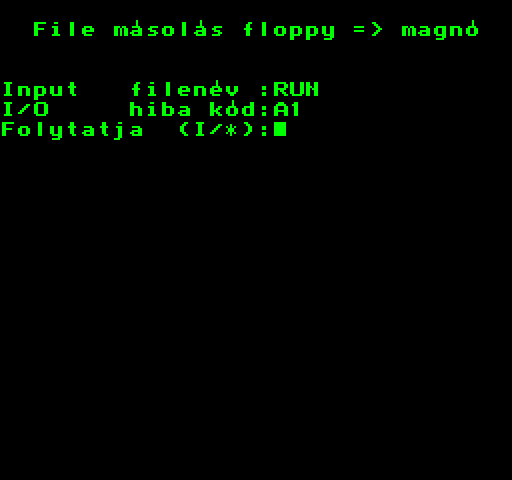 File másolás floppy => magnó
Input filenév :RUN
I/O hiba kód:A1
Folytatja (I/*):